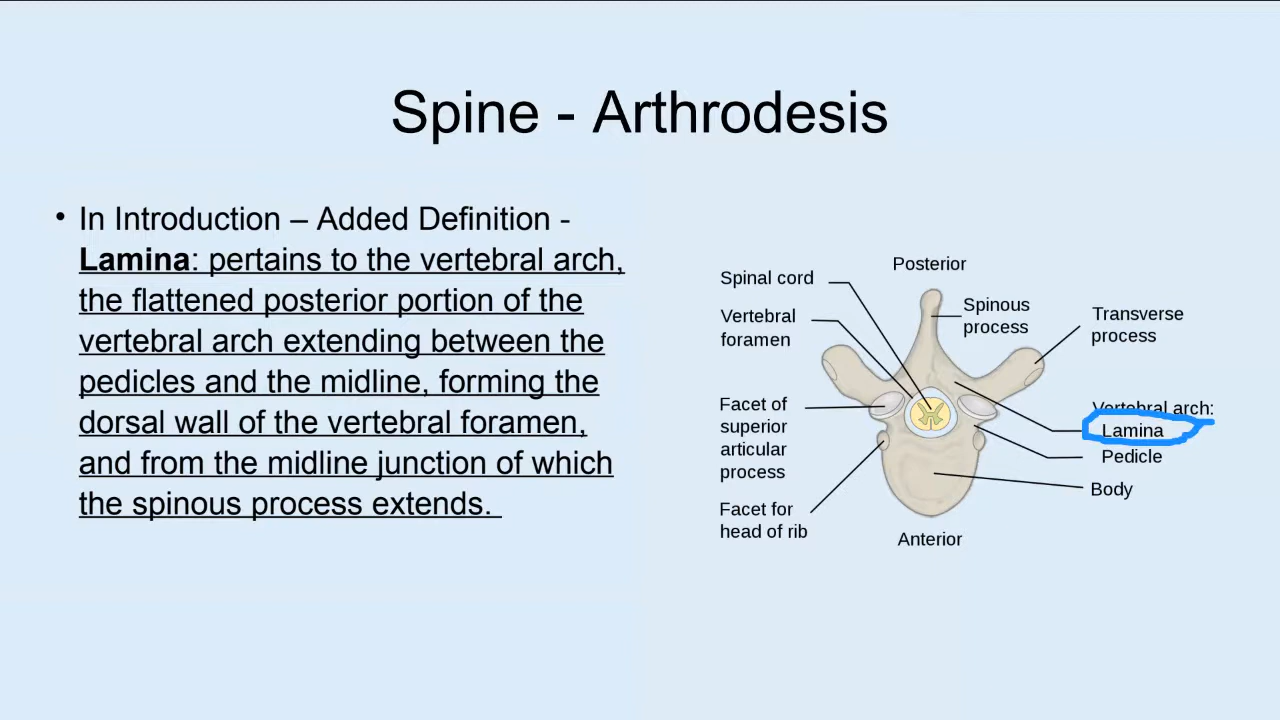 Spine - Arthrodesis
• In Introduction – Added Definition -
Lamina: pertains to the vertebral arch,
the flattened posterior portion of the
vertebral arch extending between the
pedicles and the midline, forming the
dorsal wall of the vertebral foramen,
and from the midline junction of which
the spinous process extends.
Posterior
Spinal cord
Vertebral
foramen
Spinous
process
Transverse
process
Facet of
superior
articular
process
Vertebral arch:
Lamina
Pedicle
Body
Facet for
head of rib
Anterior